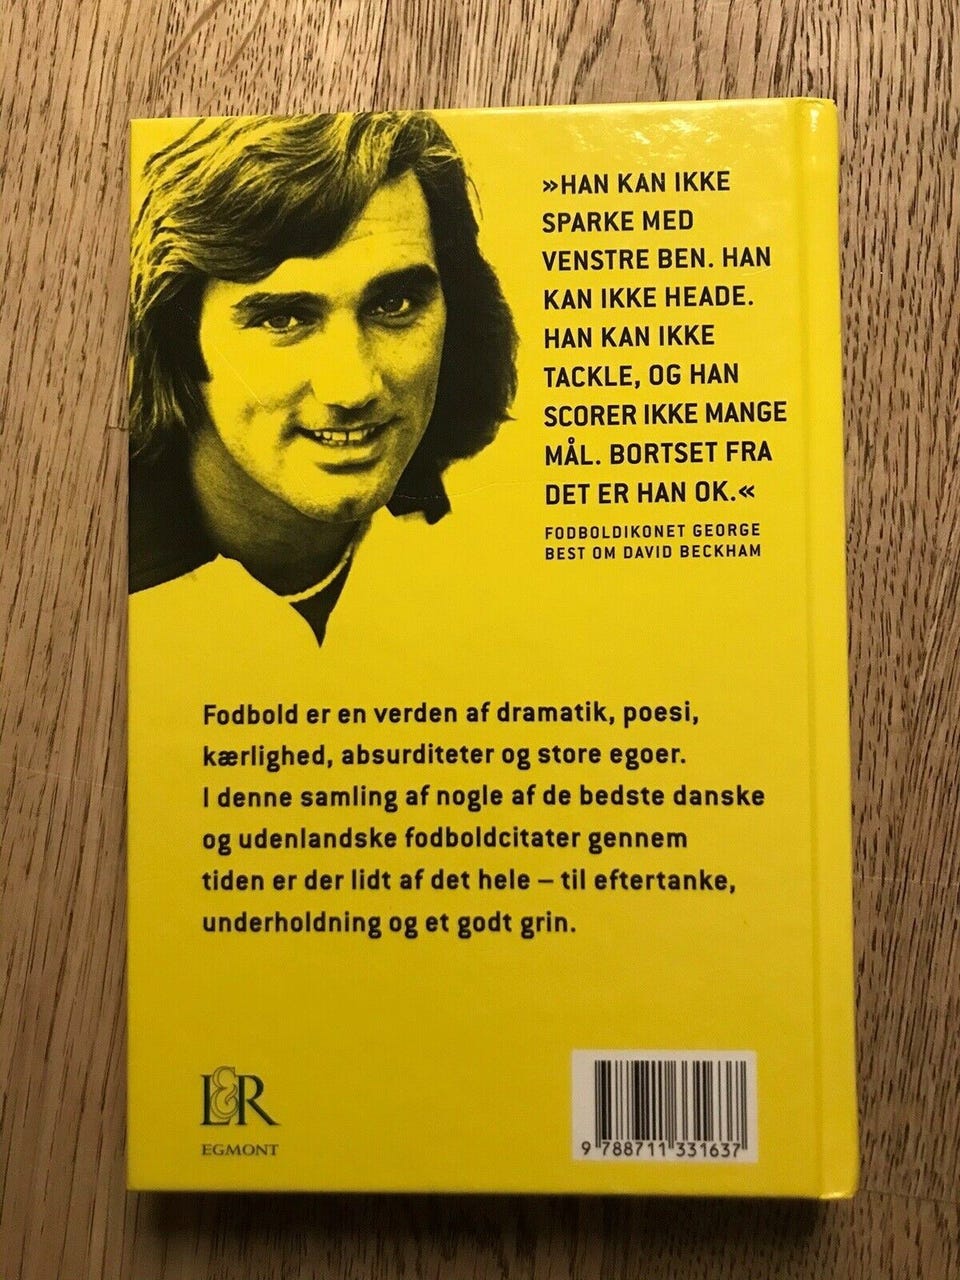 »HAN KAN IKKE
SPARKE MED
VENSTRE BEN. HAN
KAN IKKE HEADE.
HAN KAN IKKE
TACKLE, OG HAN
SCORER IKKE MANGE
MÅL. BORTSET FRA
DET ER HAN OK.«
FODBOLDIKONET GEORGE
BEST OM DAVID BECKHAM
Fodbold er en verden af dramatik, poesi,
kærlighed, absurditeter og store egoer.
I denne samling af nogle af de bedste danske
og udenlandske fodboldcitater gennem
tiden er der lidt af det hele – til eftertanke,
underholdning og et godt grin.
L&R
EGMONT
9 788711 331637